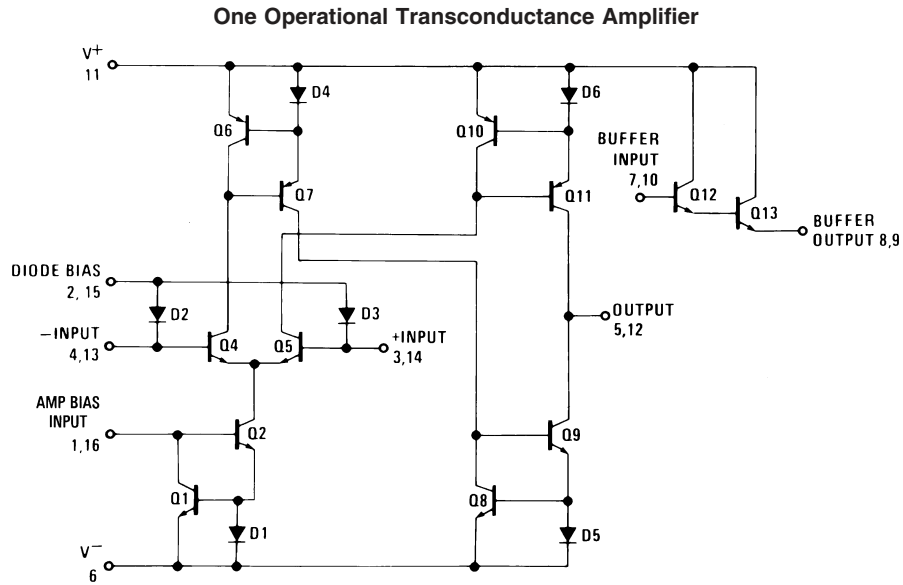 One Operational Transconductance Amplifier
V+
11
D4
D6
Q6
Q10
BUFFER
INPUT
7,10
Q7
Q11
Q12
Q13
BUFFER
OUTPUT 8,9
DIODE BIAS
2, 15
D2
D3
OUTPUT
5,12
–INPUT
4,13
Q4
Q5
+INPUT
3,14
AMP BIAS
INPUT
1,16
Q2
Q9
Q1
Q8
D1
D5
V–
6